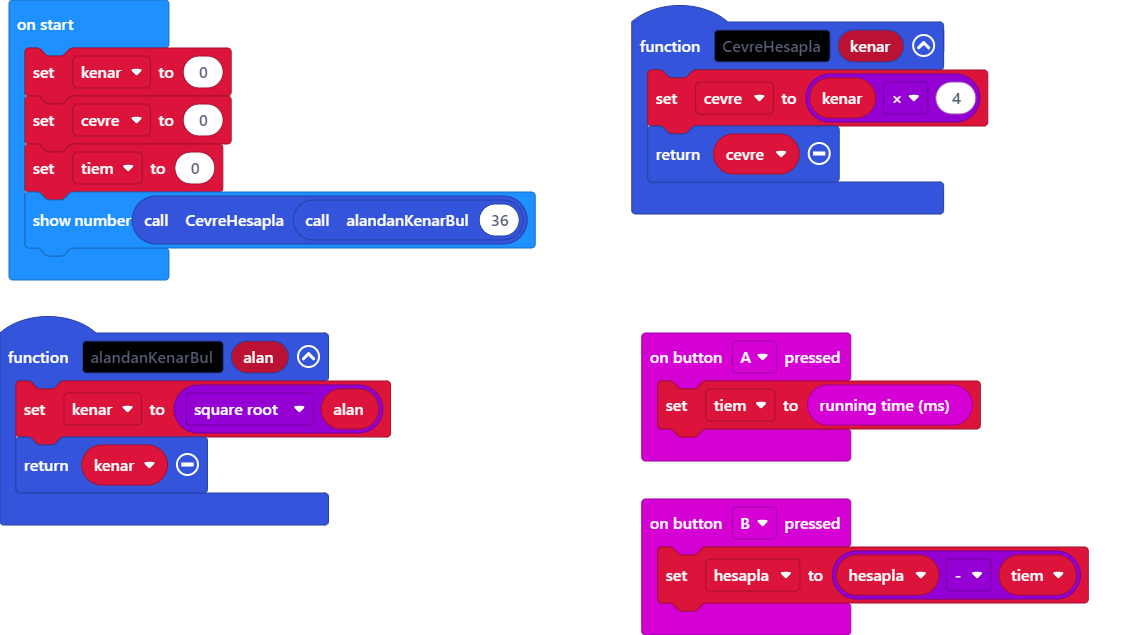 on start
set kenar to 0
set cevre to 0
set tiem to 0
show number call CevreHesapla call alandanKenarBul 36
function CevreHesapla kenar
set cevre to kenar × 4
return cevre
function alandanKenarBul alan
set kenar to square root alan
return kenar
on button A pressed
set tiem to running time (ms)
on button B pressed
set hesapla to hesapla - tiem